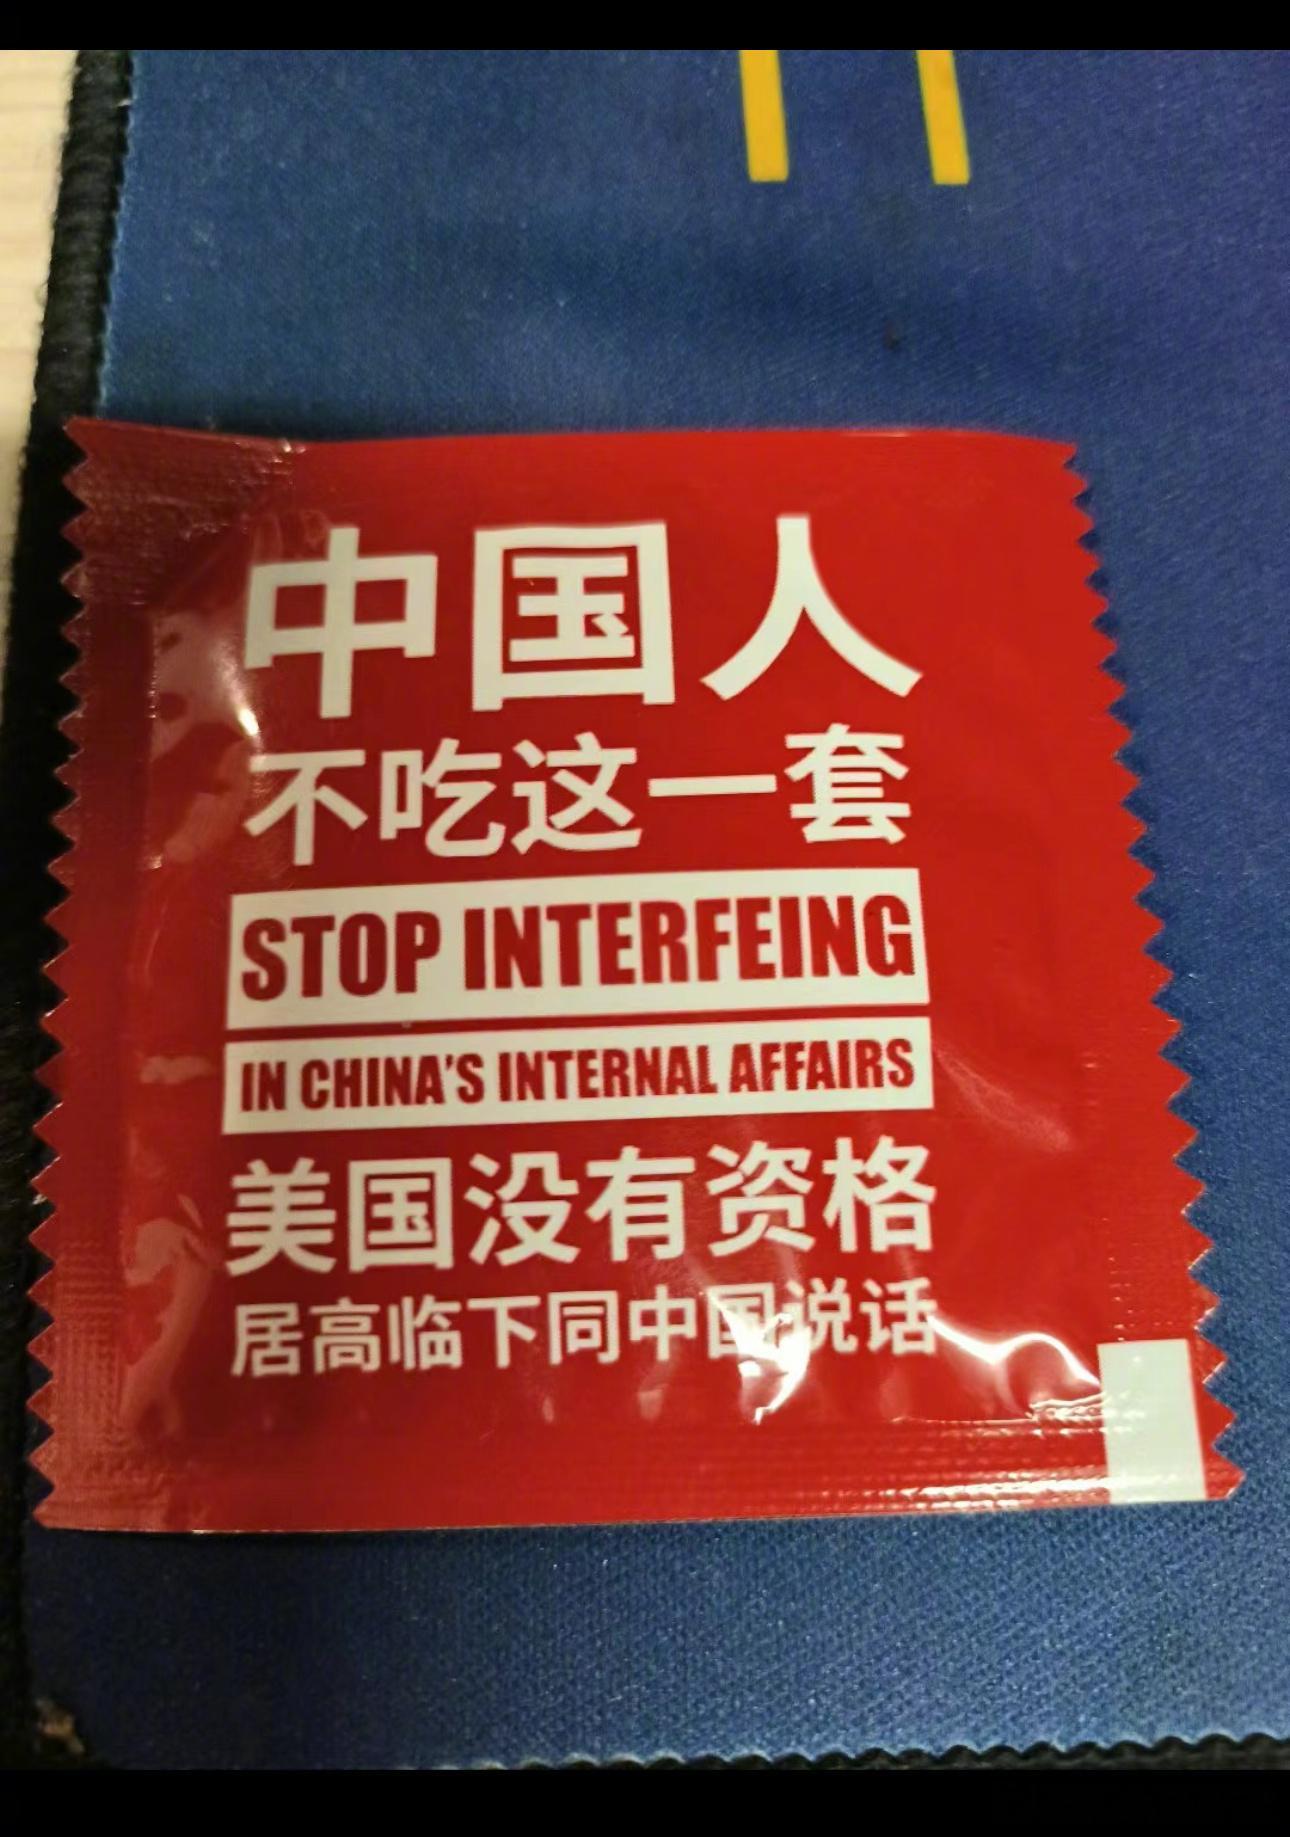 中国人
不吃这一套
STOP INTERFEING
IN CHINA'S INTERNAL AFFAIRS
美国没有资格
居高临下同中国说话